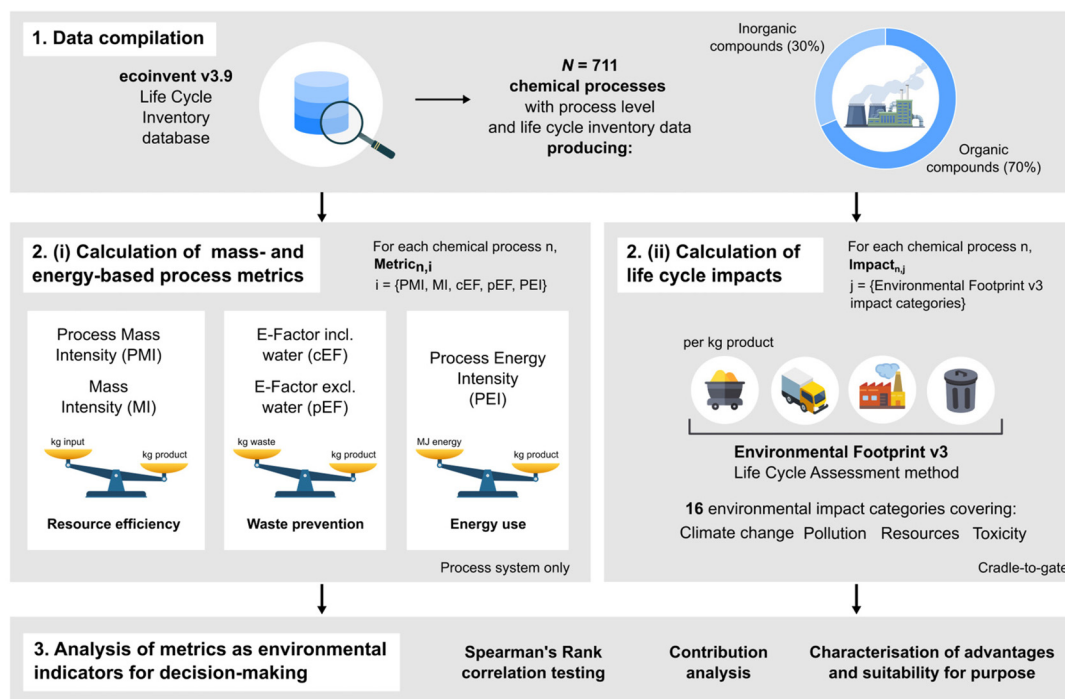 1. Data compilation
ecoinvent v3.9
Life Cycle
Inventory
database
N = 711
chemical processes
with process level
and life cycle inventory data
producing:
Inorganic
compounds (30%)
Organic
compounds (70%)
2. (i) Calculation of mass- and
energy-based process metrics
For each chemical process n,
Metricn,i
i = {PMI, MI, cEF, pEF, PEI}
Process Mass
Intensity (PMI)
Mass
Intensity (MI)
kg input
kg product
Resource efficiency
E-Factor incl.
water (cEF)
E-Factor excl.
water (pEF)
kg waste
kg product
Waste prevention
Process Energy
Intensity
(PEI)
MJ energy
kg product
Energy use
Process system only
2. (ii) Calculation of
life cycle impacts
For each chemical process n,
Impactn,j
j = {Environmental Footprint v3
impact categories}
per kg product
Environmental Footprint v3
Life Cycle Assessment method
16 environmental impact categories covering:
Climate change Pollution Resources Toxicity
Cradle-to-gate
3. Analysis of metrics as environmental
indicators for decision-making
Spearman's Rank
correlation testing
Contribution
analysis
Characterisation of advantages
and suitability for purpose